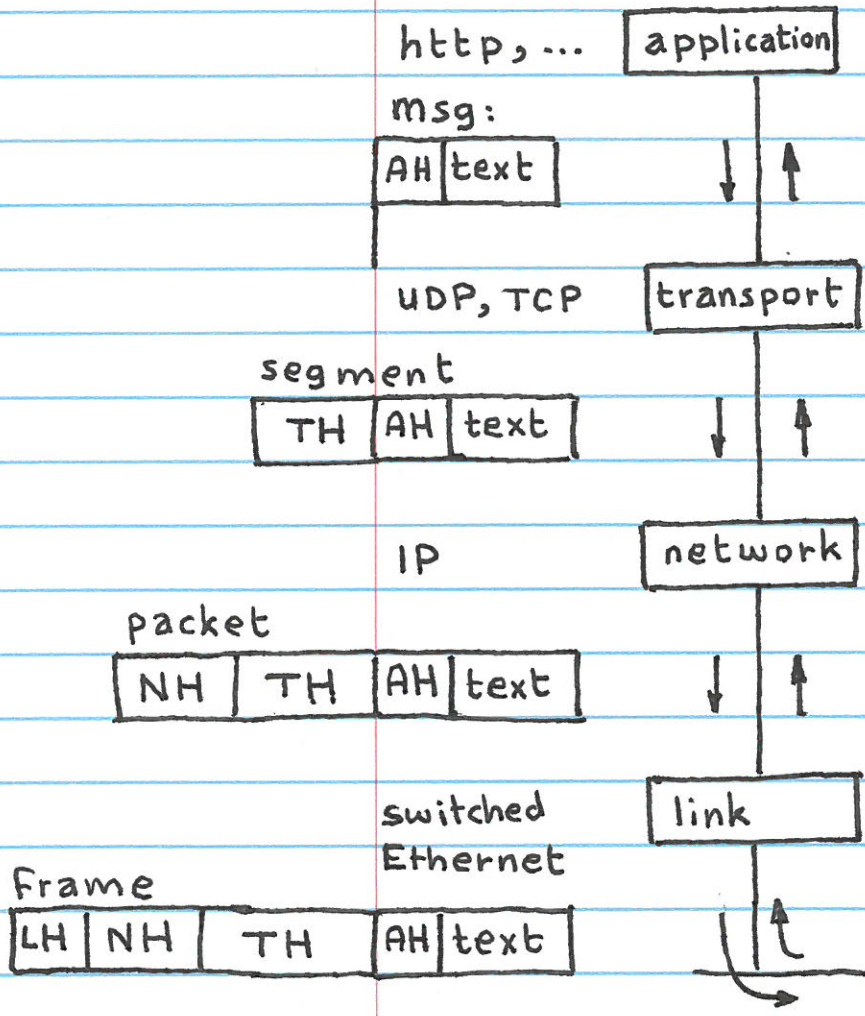 http, ... application
msg:
AH text
UDP, TCP transport
segment
TH AH text
IP network
packet
NH TH AH text
switched link
Ethernet
Frame
LH NH TH AH text